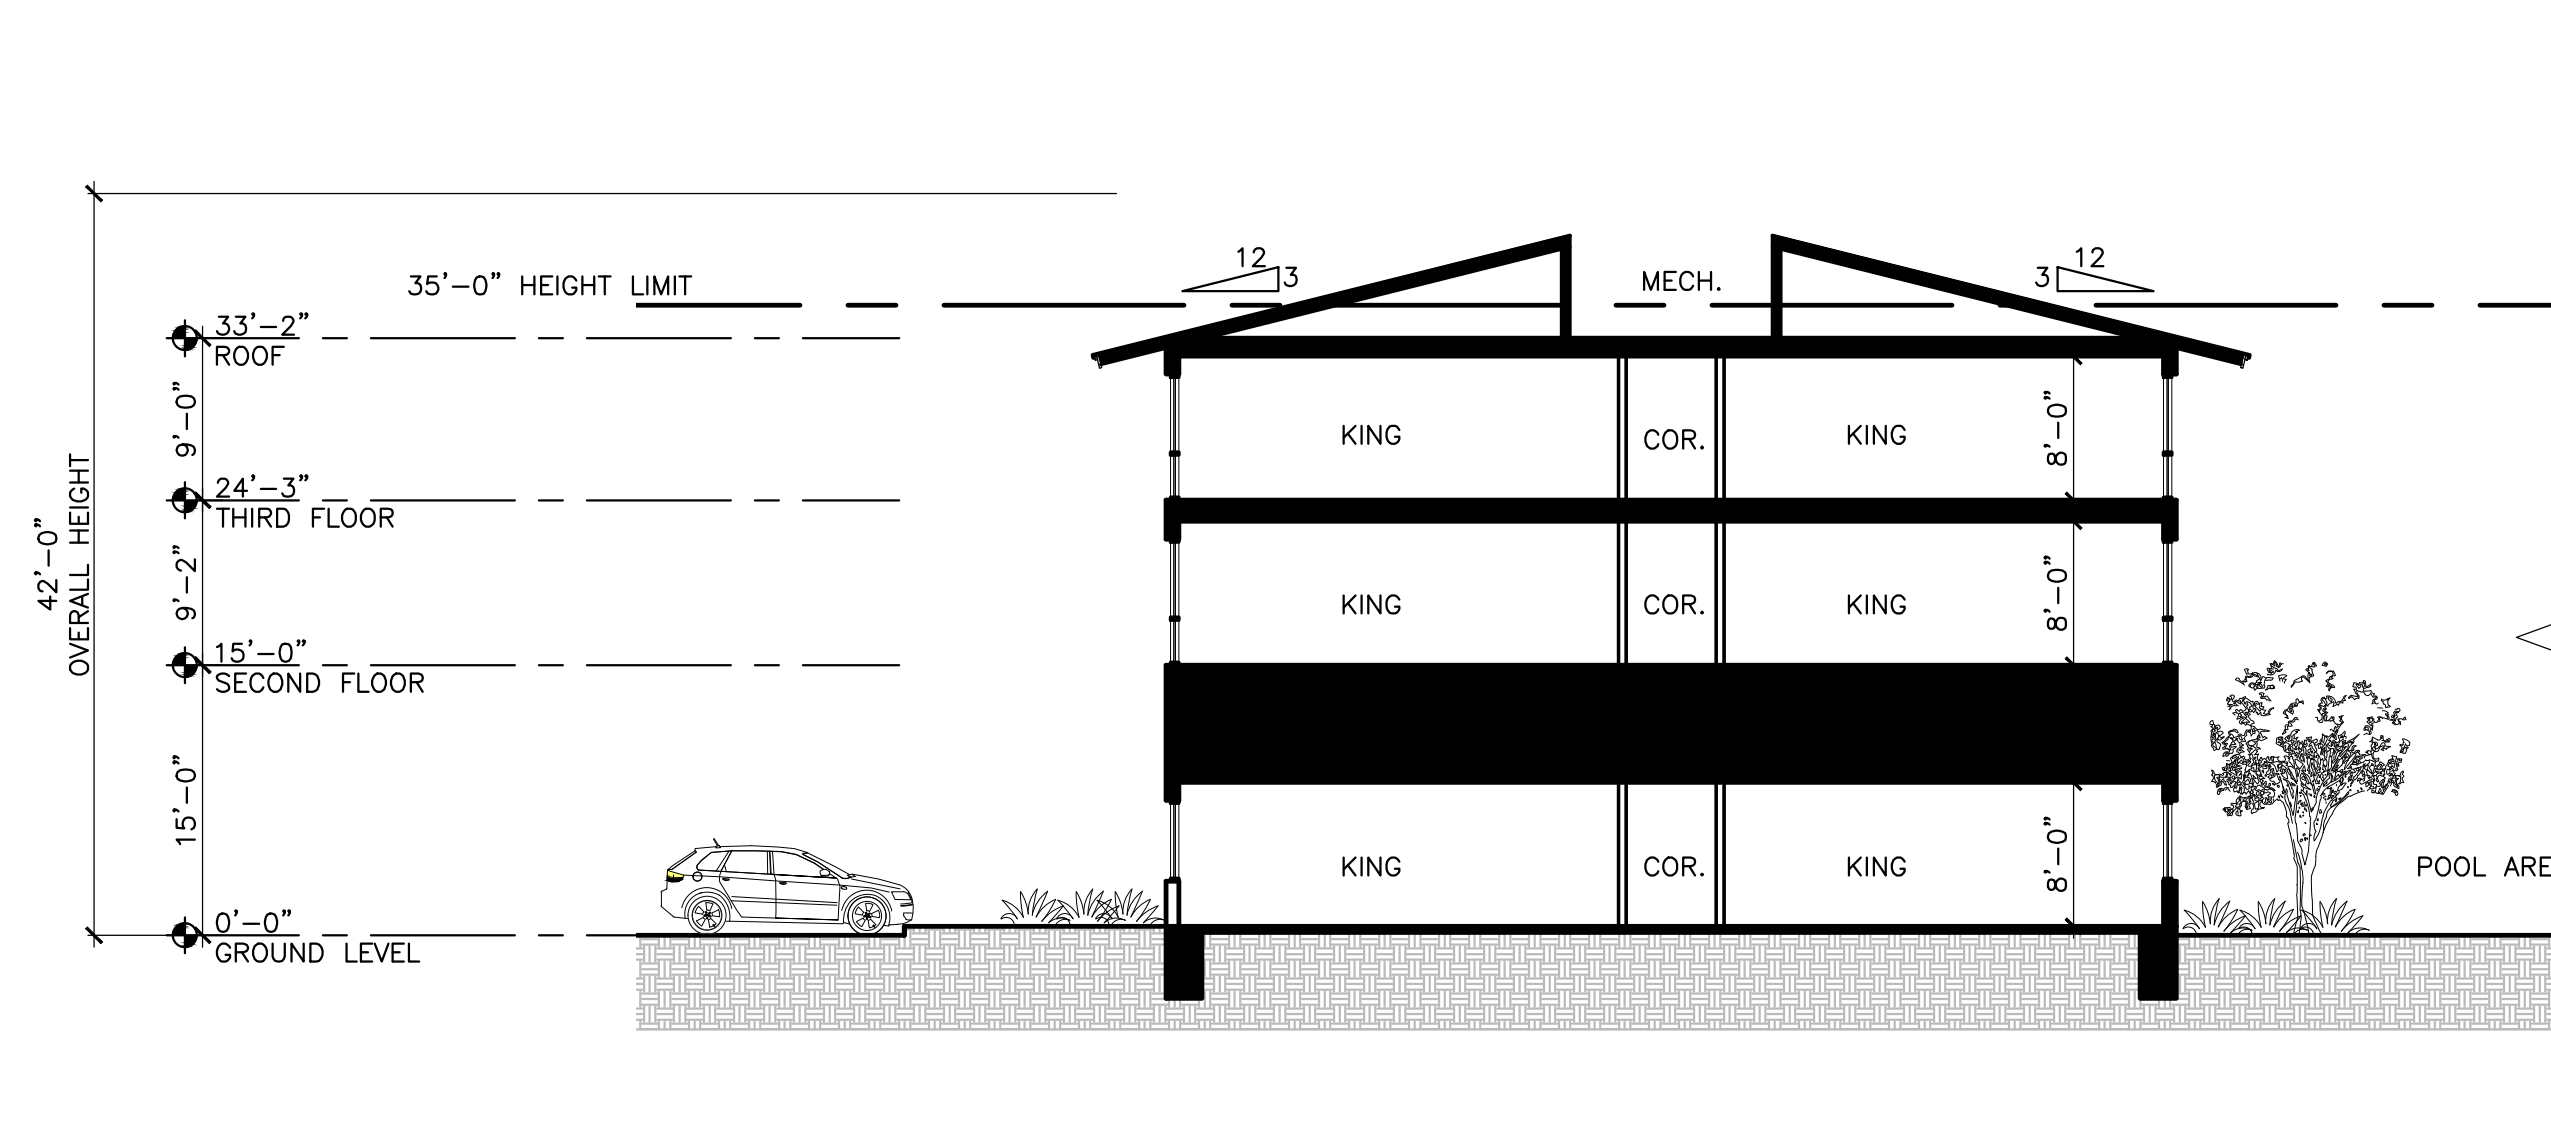 12
3
MECH.
3
12
35'-0" HEIGHT LIMIT
33'-2"
ROOF
9'-0"
KING
COR.
KING
8'-0"
24'-3"
THIRD FLOOR
42'-0"
OVERALL HEIGHT
9'-2"
KING
COR.
KING
8'-0"
15'-0"
SECOND FLOOR
15'-0"
KING
COR.
KING
8'-0"
POOL ARE
0'-0"
GROUND LEVEL